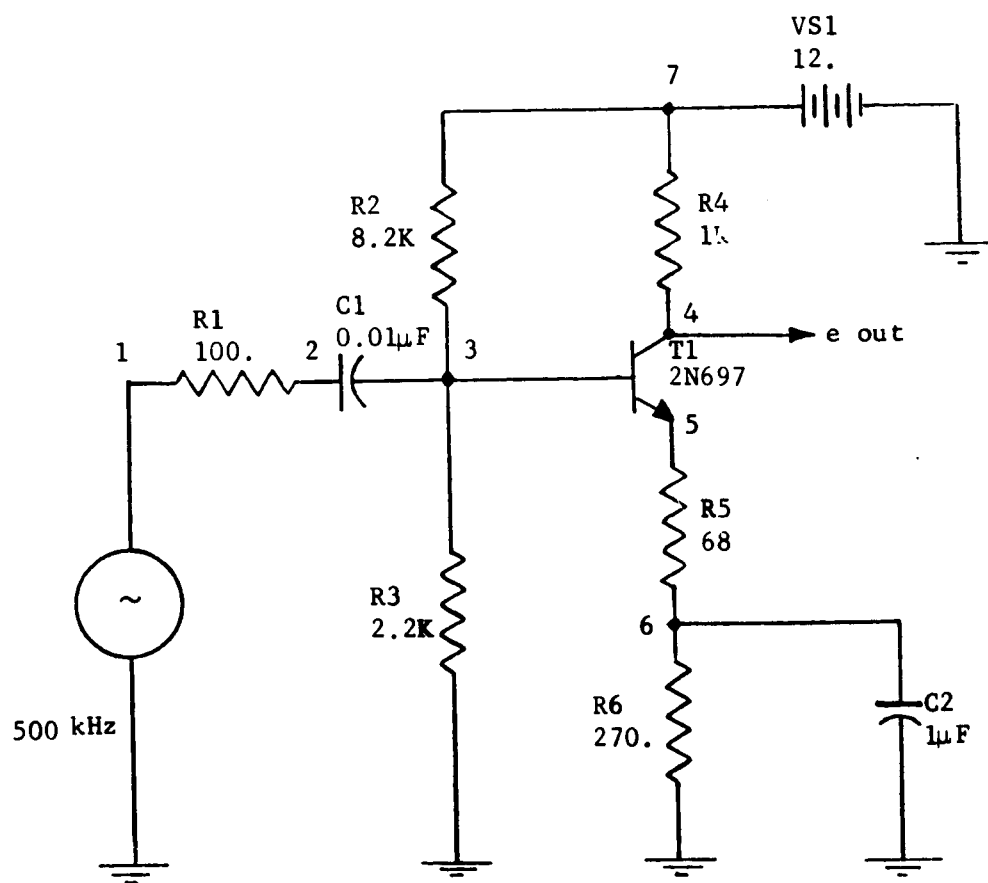 VS1
12.
7
R2
8.2K
R4
C1
0.01μF
R1
100.
1
2
3
4
e out
T1
2N697
5
R5
68
~
R3
2.2K
6
500 kHz
R6
270.
C2
1μF